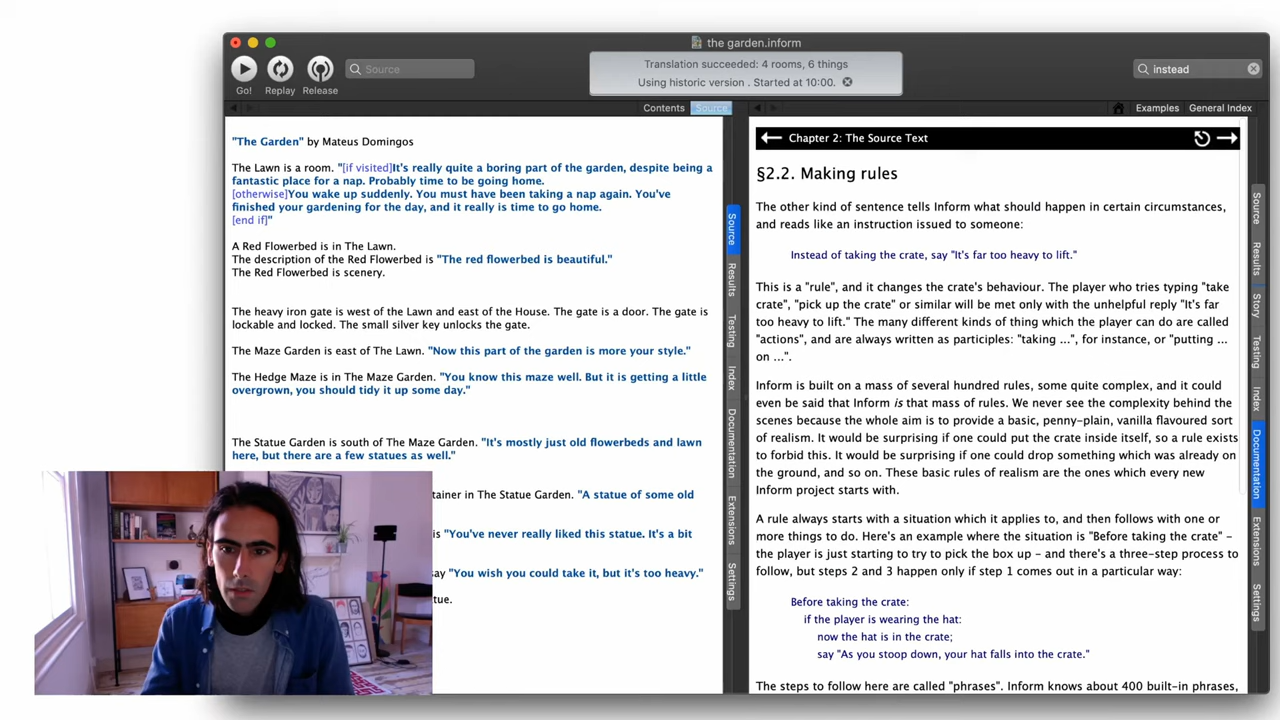 the garden.inform
Translation succeeded: 4 rooms, 6 things
Using historic version . Started at 10:00.
Source
instead
Go!
Replay
Release
Contents
Source
Examples
General Index
"The Garden" by Mateus Domingos
The Lawn is a room. "[if visited]It's really quite a boring part of the garden, despite being a
fantastic place for a nap. Probably time to be going home.
[otherwise]You wake up suddenly. You must have been taking a nap again. You've
finished your gardening for the day, and it really is time to go home.
[end if]"
A Red Flowerbed is in The Lawn.
The description of the Red Flowerbed is "The red flowerbed is beautiful."
The Red Flowerbed is scenery.
The heavy iron gate is west of the Lawn and east of the House. The gate is a door. The gate is
lockable and locked. The small silver key unlocks the gate.
The Maze Garden is east of The Lawn. "Now this part of the garden is more your style."
The Hedge Maze is in The Maze Garden. "You know this maze well. But it is getting a little
overgrown, you should tidy it up some day."
The Statue Garden is south of The Maze Garden. "It's mostly just old flowerbeds and lawn
here, but there are a few statues as well."
tainer in The Statue Garden. "A statue of some old
is "You've never really liked this statue. It's a bit
say "You wish you could take it, but it's too heavy."
tue.
Source
Results
Testing
Index
Documentation
Extensions
Settings
Chapter 2: The Source Text
§2.2. Making rules
The other kind of sentence tells Inform what should happen in certain circumstances,
and reads like an instruction issued to someone:
Instead of taking the crate, say "It's far too heavy to lift."
This is a "rule", and it changes the crate's behaviour. The player who tries typing "take
crate", "pick up the crate" or similar will be met only with the unhelpful reply "It's far
too heavy to lift." The many different kinds of thing which the player can do are called
"actions", and are always written as participles: "taking ...", for instance, or "putting ...
on ...".
Inform is built on a mass of several hundred rules, some quite complex, and it could
even be said that Inform is that mass of rules. We never see the complexity behind the
scenes because the whole aim is to provide a basic, penny-plain, vanilla flavoured sort
of realism. It would be surprising if one could put the crate inside itself, so a rule exists
to forbid this. It would be surprising if one could drop something which was already on
the ground, and so on. These basic rules of realism are the ones which every new
Inform project starts with.
A rule always starts with a situation which it applies to, and then follows with one or
more things to do. Here's an example where the situation is "Before taking the crate" -
the player is just starting to try to pick the box up - and there's a three-step process to
follow, but steps 2 and 3 happen only if step 1 comes out in a particular way:
Before taking the crate:
if the player is wearing the hat:
now the hat is in the crate;
say "As you stoop down, your hat falls into the crate."
The steps to follow here are called "phrases". Inform knows about 400 built-in phrases,
Source
Results
Story
Testing
Index
Documentation
Extensions
Settings